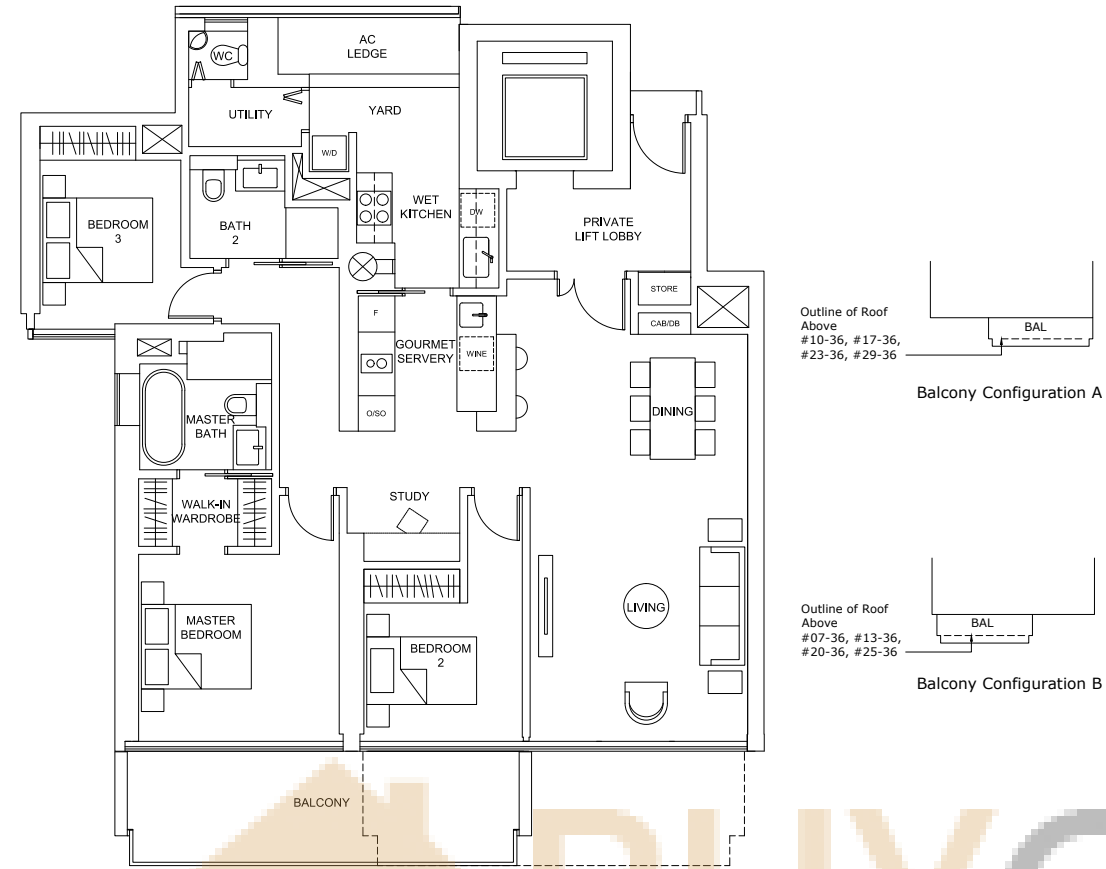 AC
LEDGE
WC
UTILITY
YARD
W/D
WET
KITCHEN
DW
BEDROOM
3
BATH
2
PRIVATE
LIFT LOBBY
STORE
CAB/DB
F
GOURMET
SERVERY
WINE
O/SO
MASTER
BATH
DINING
WALK-IN
WARDROBE
STUDY
MASTER
BEDROOM
BEDROOM
2
LIVING
BALCONY
Outline of Roof
Above
#10-36, #17-36,
#23-36, #29-36
BAL
Balcony Configuration A
Outline of Roof
Above
#07-36, #13-36,
#20-36, #25-36
BAL
Balcony Configuration B